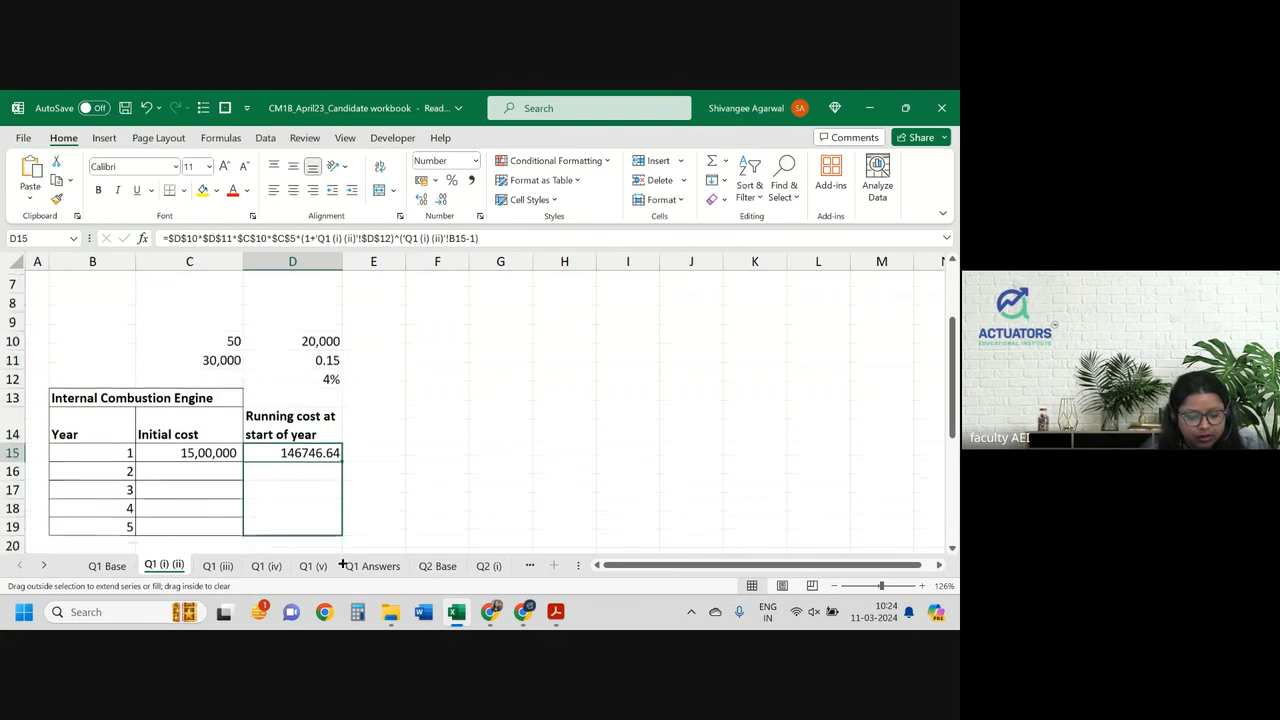 AutoSave Off CM1B_April23_Candidate workbook - Read... Search Shivangee Agarwal SA
File Home Insert Page Layout Formulas Data Review View Developer Help Comments Share
Paste Calibri 11 A A ab Number Conditional Formatting Insert Σ Sort & Filter Find & Select Add-ins Analyze Data
B I U A % , Format as Table Delete
Cell Styles Format
Clipboard Font Alignment Number Styles Cells Editing Add-ins
D15 fx =$D$10*$D$11*$C$10*$C$5*(1+'Q1 (i) (ii)'!$D$12)^('Q1 (i) (ii)'!B15-1)
A B C D E F G H I J K L M N
7
8
9
10 50 20,000
11 30,000 0.15
12 4%
13 Internal Combustion Engine
14 Year Initial cost Running cost at start of year
15 1 15,00,000 146746.64
16 2
17 3
18 4
19 5
20
Q1 Base Q1 (i) (ii) Q1 (iii) Q1 (iv) Q1 (v) Q1 Answers Q2 Base Q2 (i) ...
Drag outside selection to extend series or fill; drag inside to clear 126%
Search 1 ENG IN 10:24 11-03-2024
ACTUATORS
EDUCATIONAL INSTITUTE
TM
faculty AEI